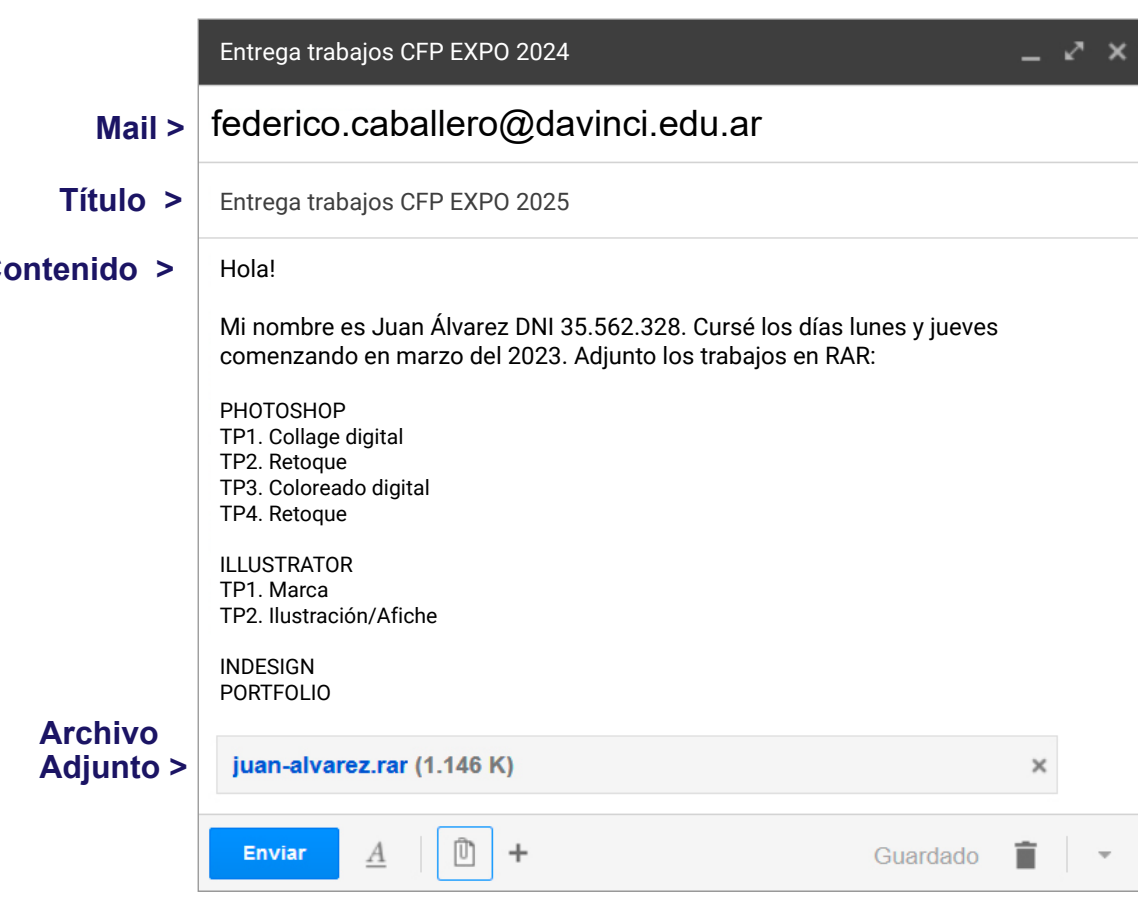 Entrega trabajos CFP EXPO 2024
Mail > federico.caballero@davinci.edu.ar
Título > Entrega trabajos CFP EXPO 2025
ontenido > Hola!
Mi nombre es Juan Álvarez DNI 35.562.328. Cursé los días lunes y jueves
comenzando en marzo del 2023. Adjunto los trabajos en RAR:
PHOTOSHOP
TP1. Collage digital
TP2. Retoque
TP3. Coloreado digital
TP4. Retoque
ILLUSTRATOR
TP1. Marca
TP2. Ilustración/Afiche
INDESIGN
PORTFOLIO
Archivo
Adjunto > juan-alvarez.rar (1.146 K)
Enviar A Guardado